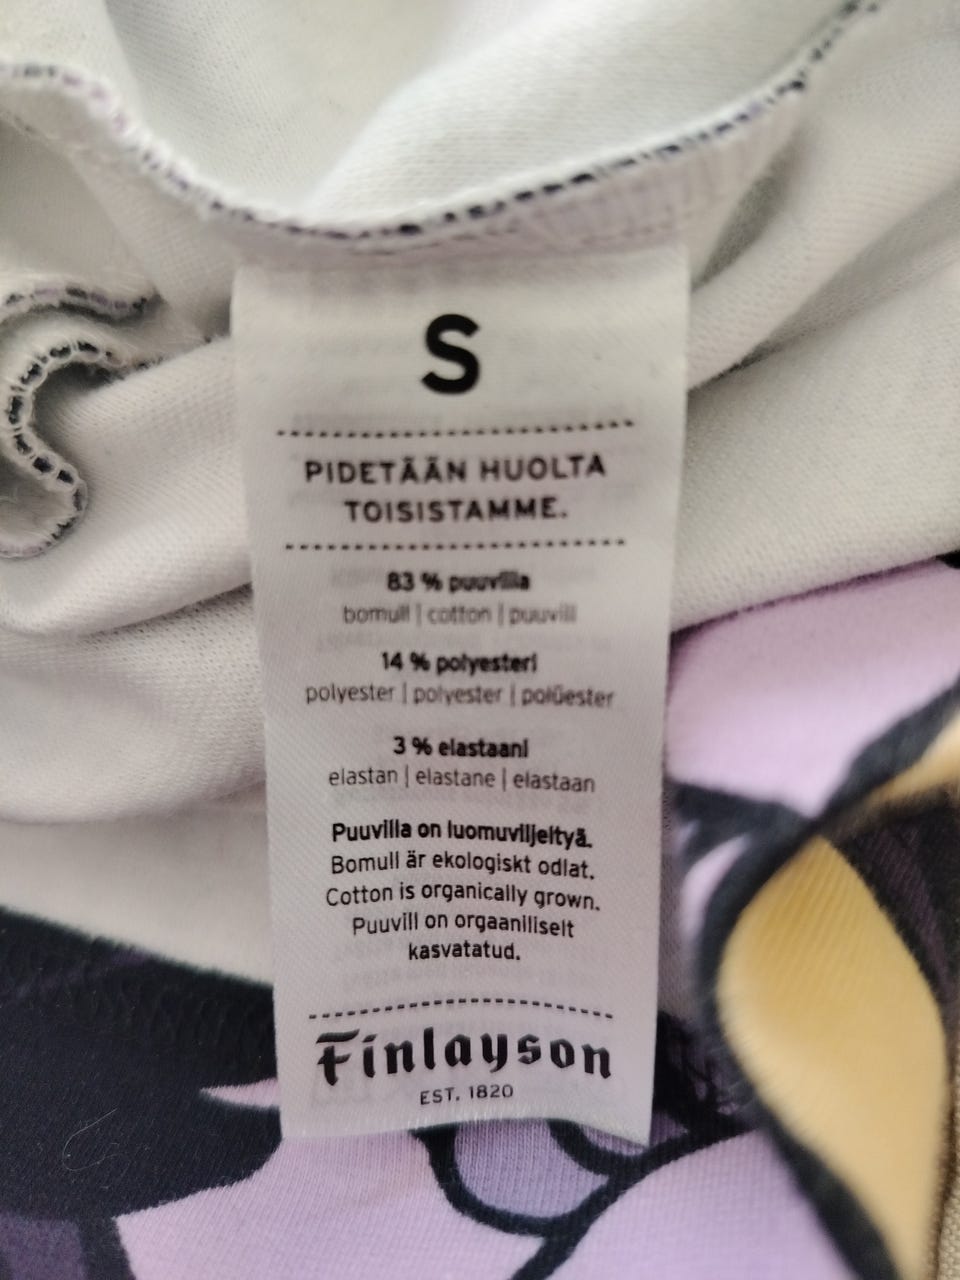 S
PIDETÄÄN HUOLTA
TOISISTAMME.
83 % puuvilla
bomull | cotton | puuvill
14 % polyesteri
polyester | polyester | polüester
3 % elastaani
elastan | elastane | elastaan
Puuvilla on luomuviljeltyä.
Bomull är ekologiskt odlat.
Cotton is organically grown.
Puuvill on orgaaniliselt
kasvatatud.
Finlayson
EST. 1820